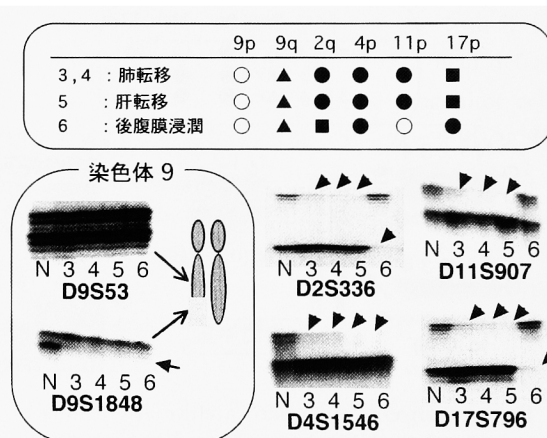 9p 9q 2q 4p 11p 17p
3,4 : 肺転移 ○ ▲ ● ● ● ■
5 : 肝転移 ○ ▲ ● ● ● ■
6 : 後腹膜浸潤 ○ ▲ ■ ● ○ ●
染色体 9
N 3 4 5 6
D9S53
N 3 4 5 6
D9S1848
N 3 4 5 6
D2S336
N 3 4 5 6
D11S907
N 3 4 5 6
D4S1546
N 3 4 5 6
D17S796